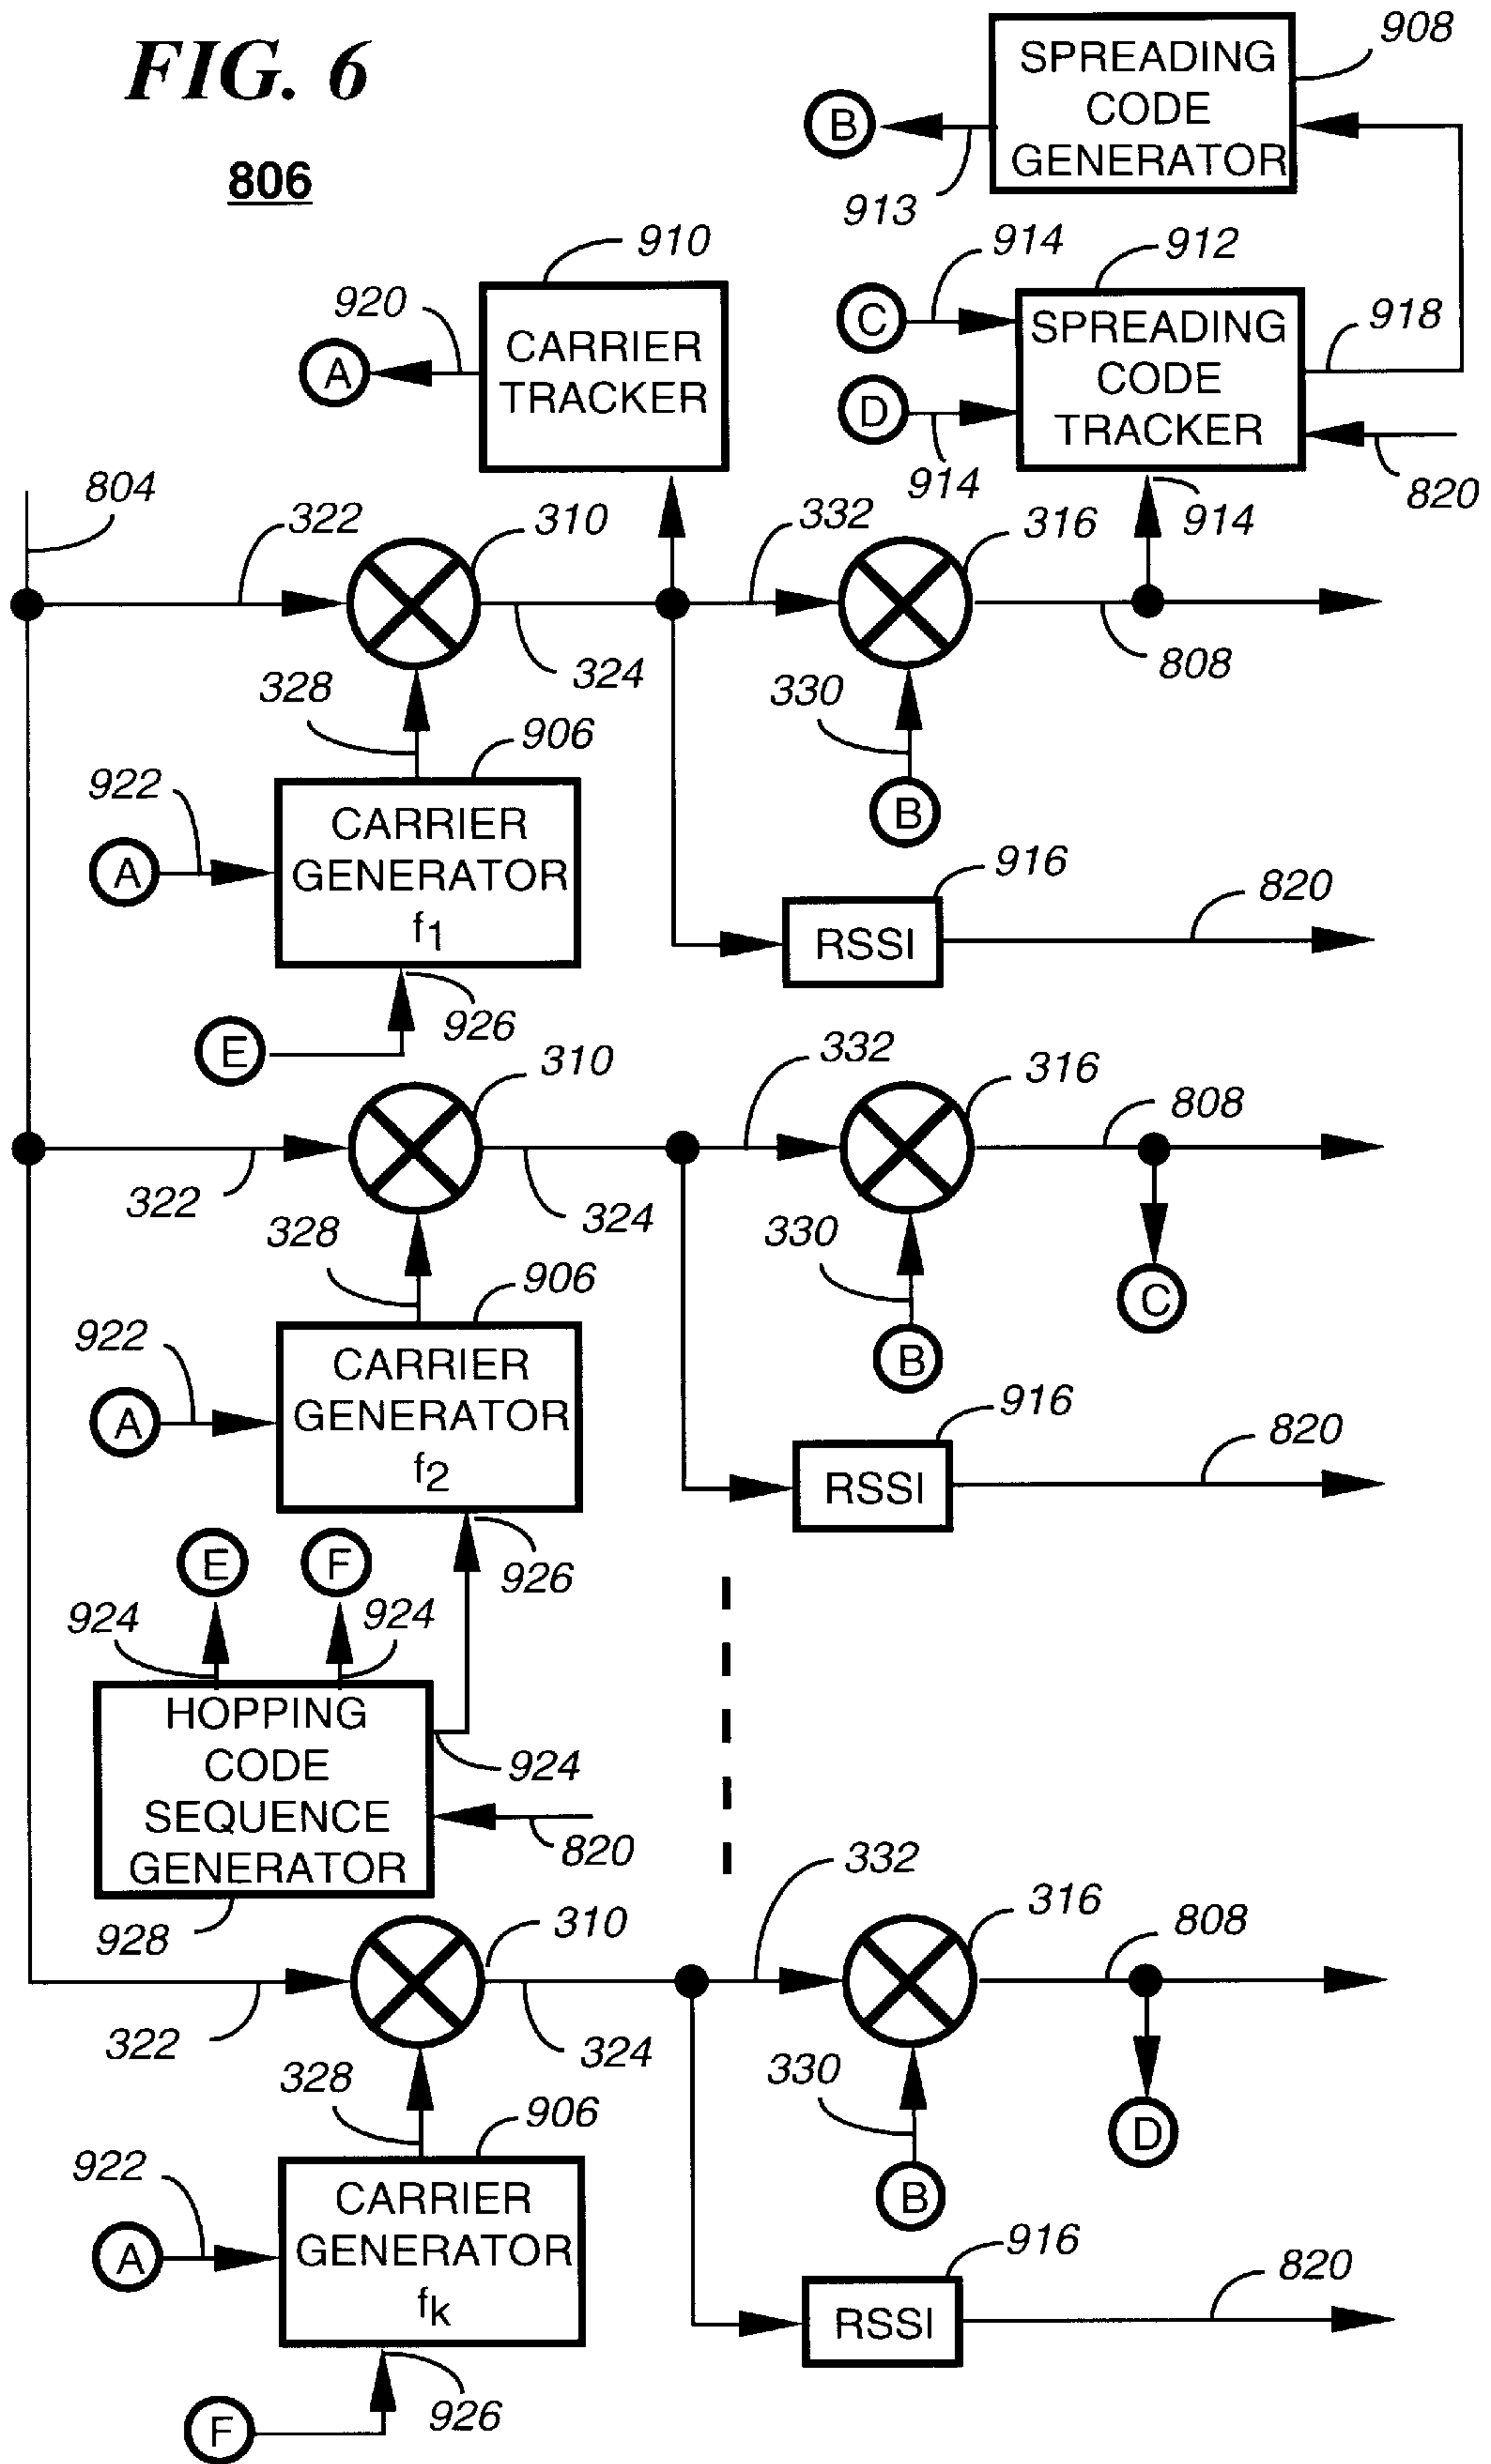 FIG. 6
806
908
SPREADING
CODE
GENERATOR
B
913
910
914
912
920
C
SPREADING
CODE
TRACKER
918
A
CARRIER
TRACKER
D
914
820
804
322
310
332
316
914
328
324
330
808
906
922
CARRIER
GENERATOR
f1
A
B
916
820
RSSI
926
E
310
332
316
808
322
324
328
330
906
C
922
CARRIER
GENERATOR
f2
A
B
916
820
RSSI
E
F
926
924
924
HOPPING
CODE
SEQUENCE
GENERATOR
924
820
928
310
332
316
808
322
324
328
330
906
D
922
CARRIER
GENERATOR
fk
A
B
916
820
RSSI
926
F